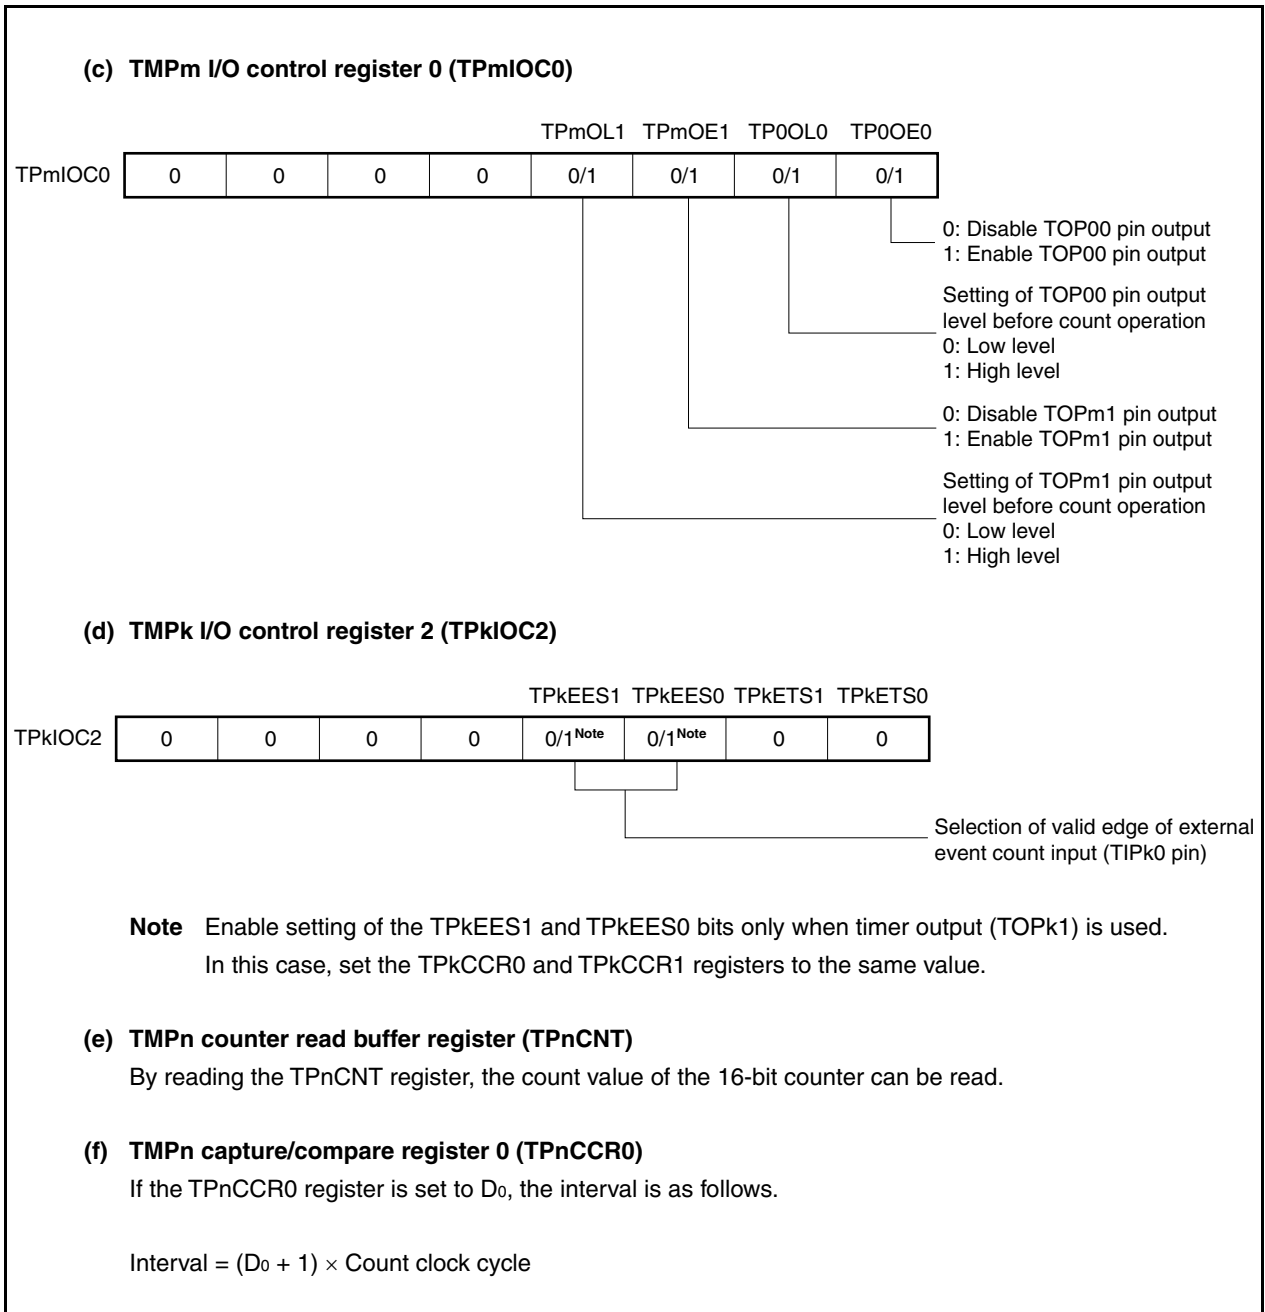 (c) TMPm I/O control register 0 (TPmIOC0)
TPmOL1 TPmOE1 TP0OL0 TP0OE0
TPmIOC0 0 0 0 0 0/1 0/1 0/1 0/1
0: Disable TOP00 pin output
1: Enable TOP00 pin output
Setting of TOP00 pin output
level before count operation
0: Low level
1: High level
0: Disable TOPm1 pin output
1: Enable TOPm1 pin output
Setting of TOPm1 pin output
level before count operation
0: Low level
1: High level
(d) TMPk I/O control register 2 (TPkIOC2)
TPkEES1 TPkEES0 TPkETS1 TPkETS0
TPkIOC2 0 0 0 0 0/1Note 0/1Note 0 0
Selection of valid edge of external
event count input (TIPk0 pin)
Note Enable setting of the TPkEES1 and TPkEES0 bits only when timer output (TOPk1) is used.
In this case, set the TPkCCR0 and TPkCCR1 registers to the same value.
(e) TMPn counter read buffer register (TPnCNT)
By reading the TPnCNT register, the count value of the 16-bit counter can be read.
(f) TMPn capture/compare register 0 (TPnCCR0)
If the TPnCCR0 register is set to D0, the interval is as follows.
Interval = (D0 + 1) × Count clock cycle